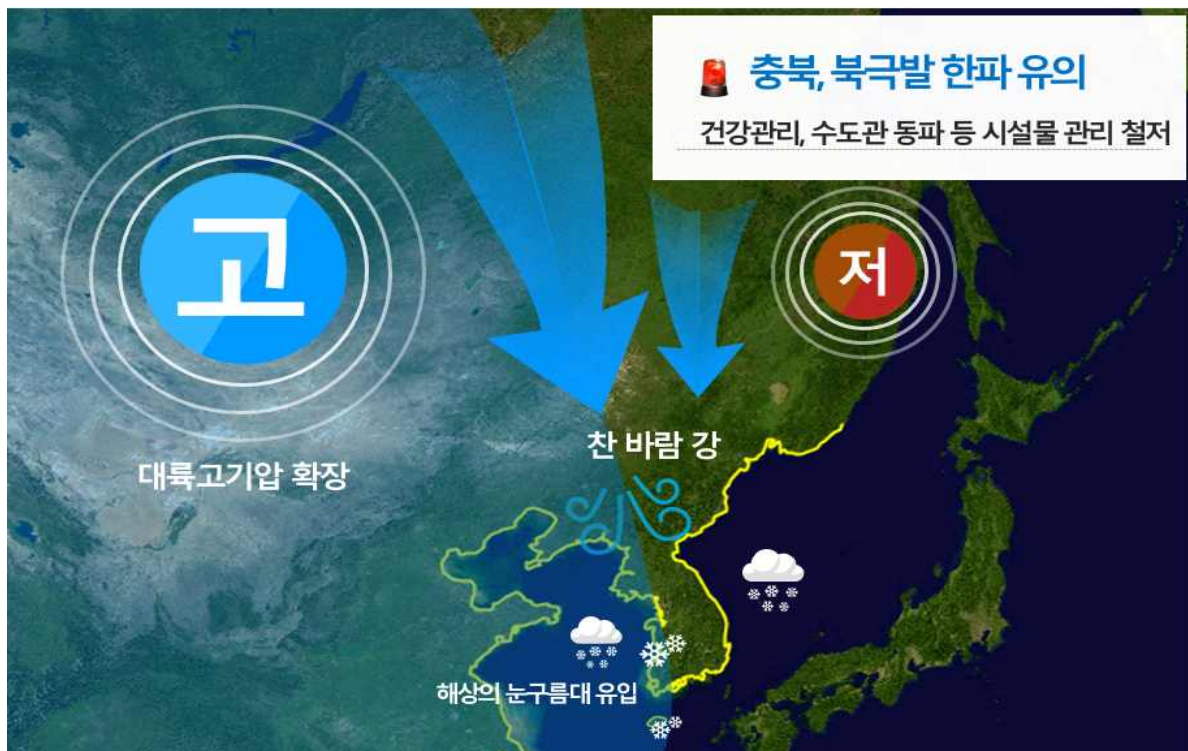 충북, 북극발 한파 유의
건강관리, 수도관 동파 등 시설물 관리 철저
고
저
대륙고기압 확장
찬 바람 강
해상의 눈구름대 유입